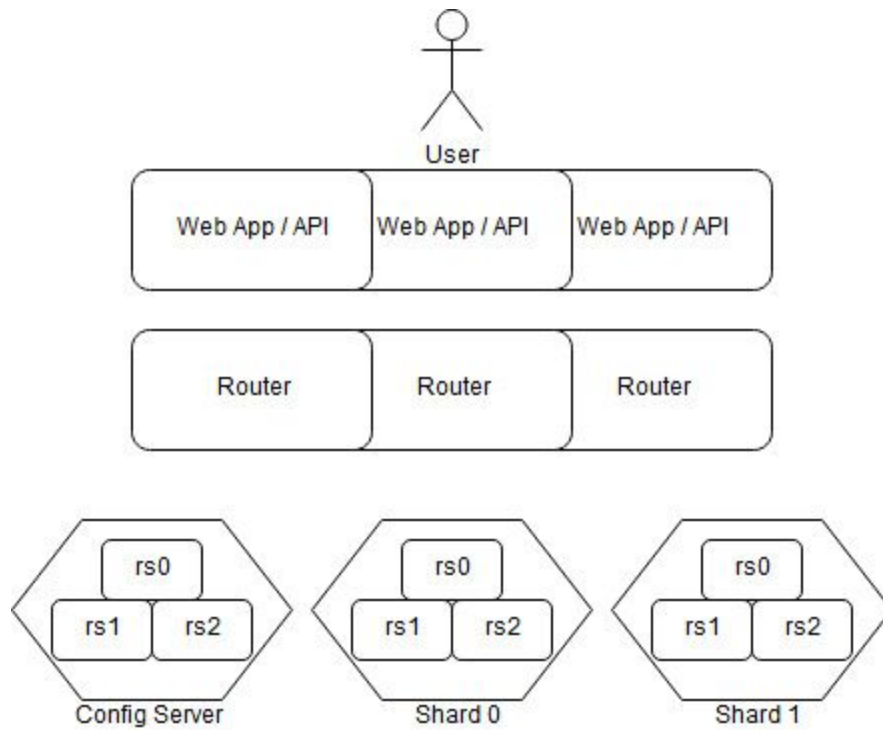 User
Web App / API Web App / API Web App / API
Router Router Router
rs0 rs0 rs0
rs1 rs2 rs1 rs2 rs1 rs2
Config Server Shard 0 Shard 1